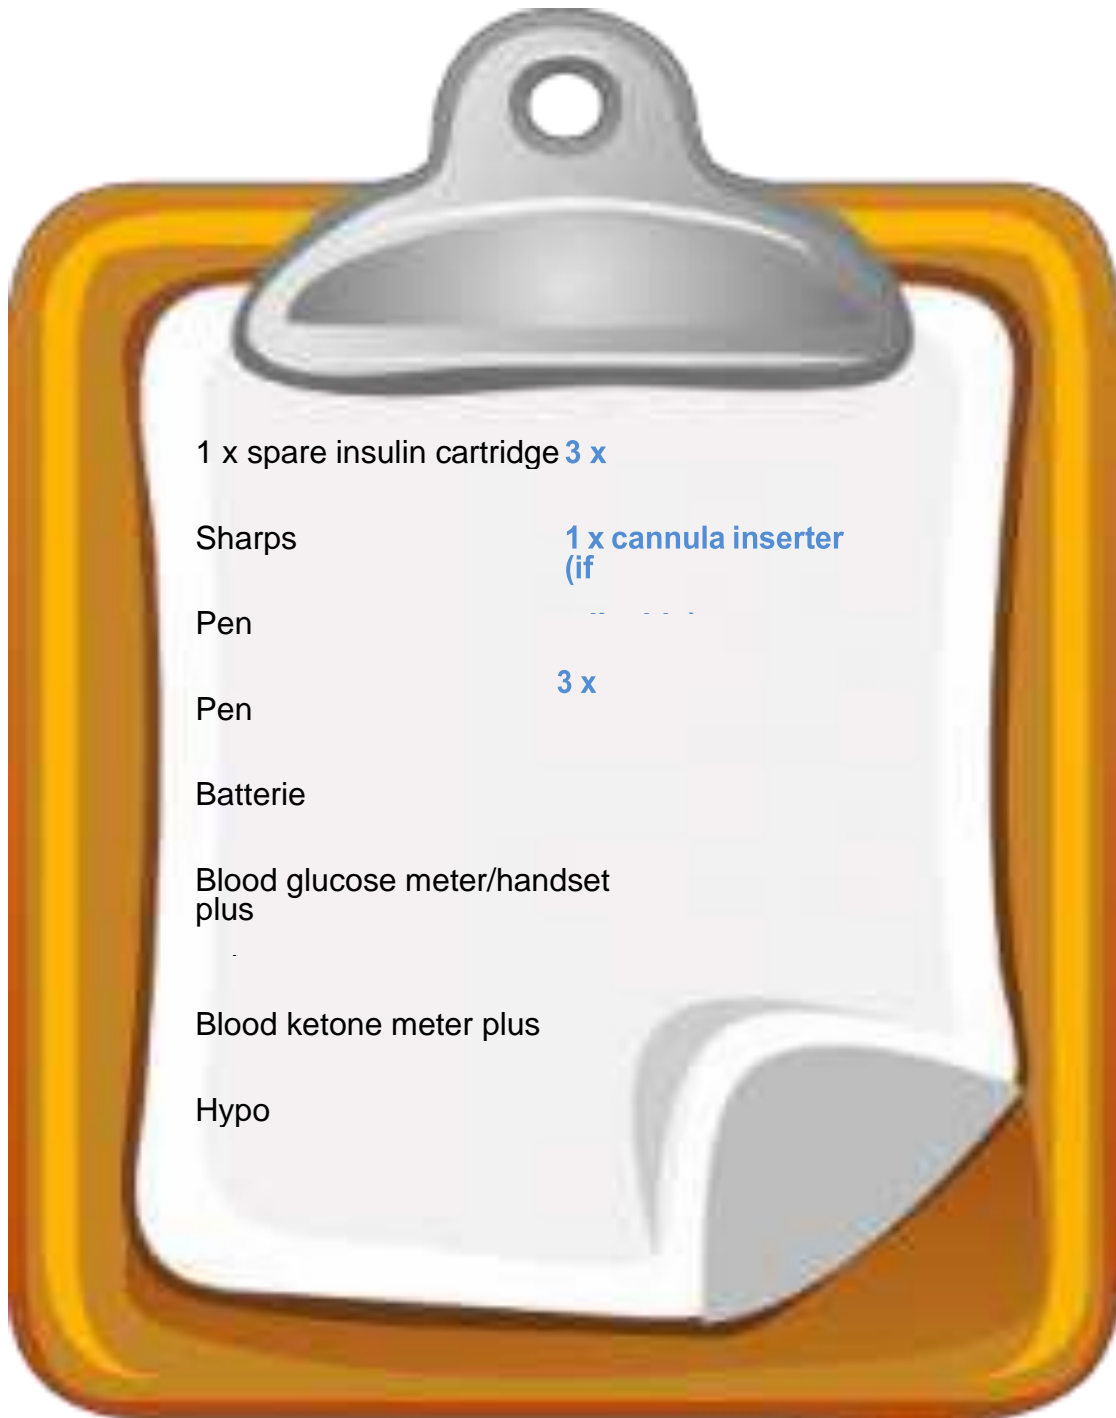 1 x spare insulin cartridge 3 x
Sharps 1 x cannula inserter
(if
Pen
3 x
Pen
Batterie
Blood glucose meter/handset
plus
Blood ketone meter plus
Hypo